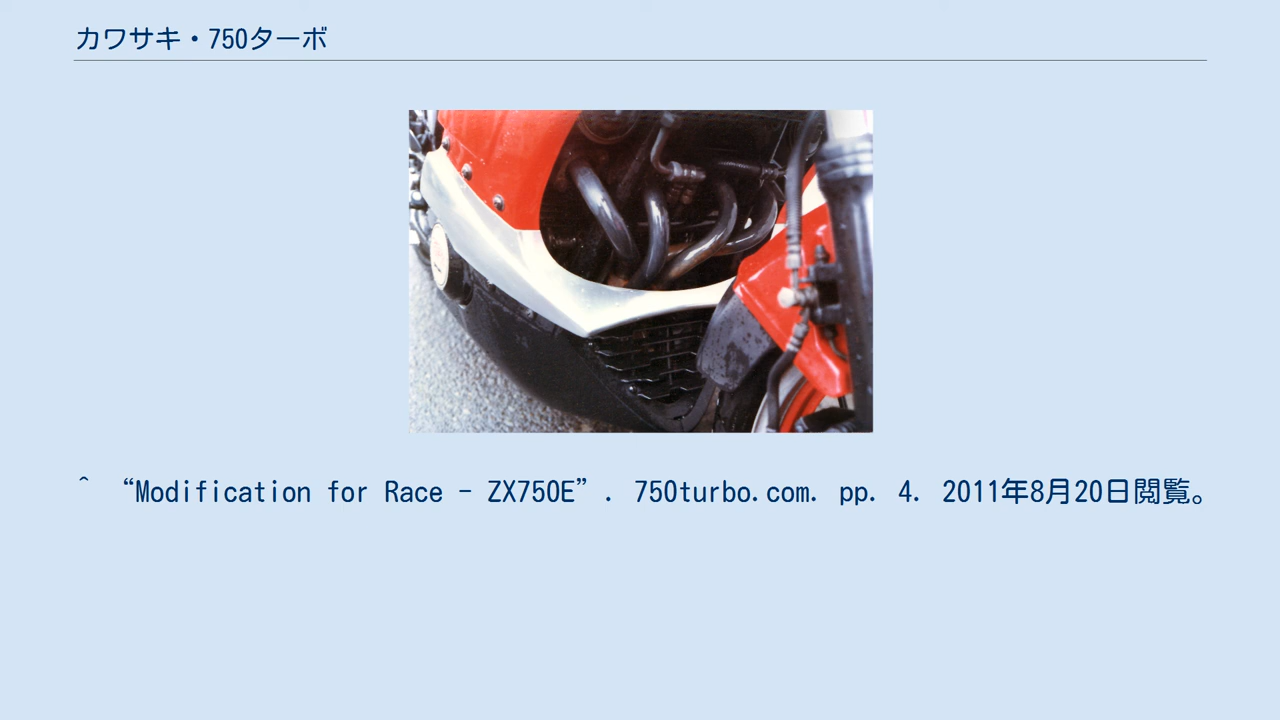 カワサキ・750ターボ
^ “Modification for Race - ZX750E”. 750turbo.com. pp. 4. 2011年8月20日閲覧。